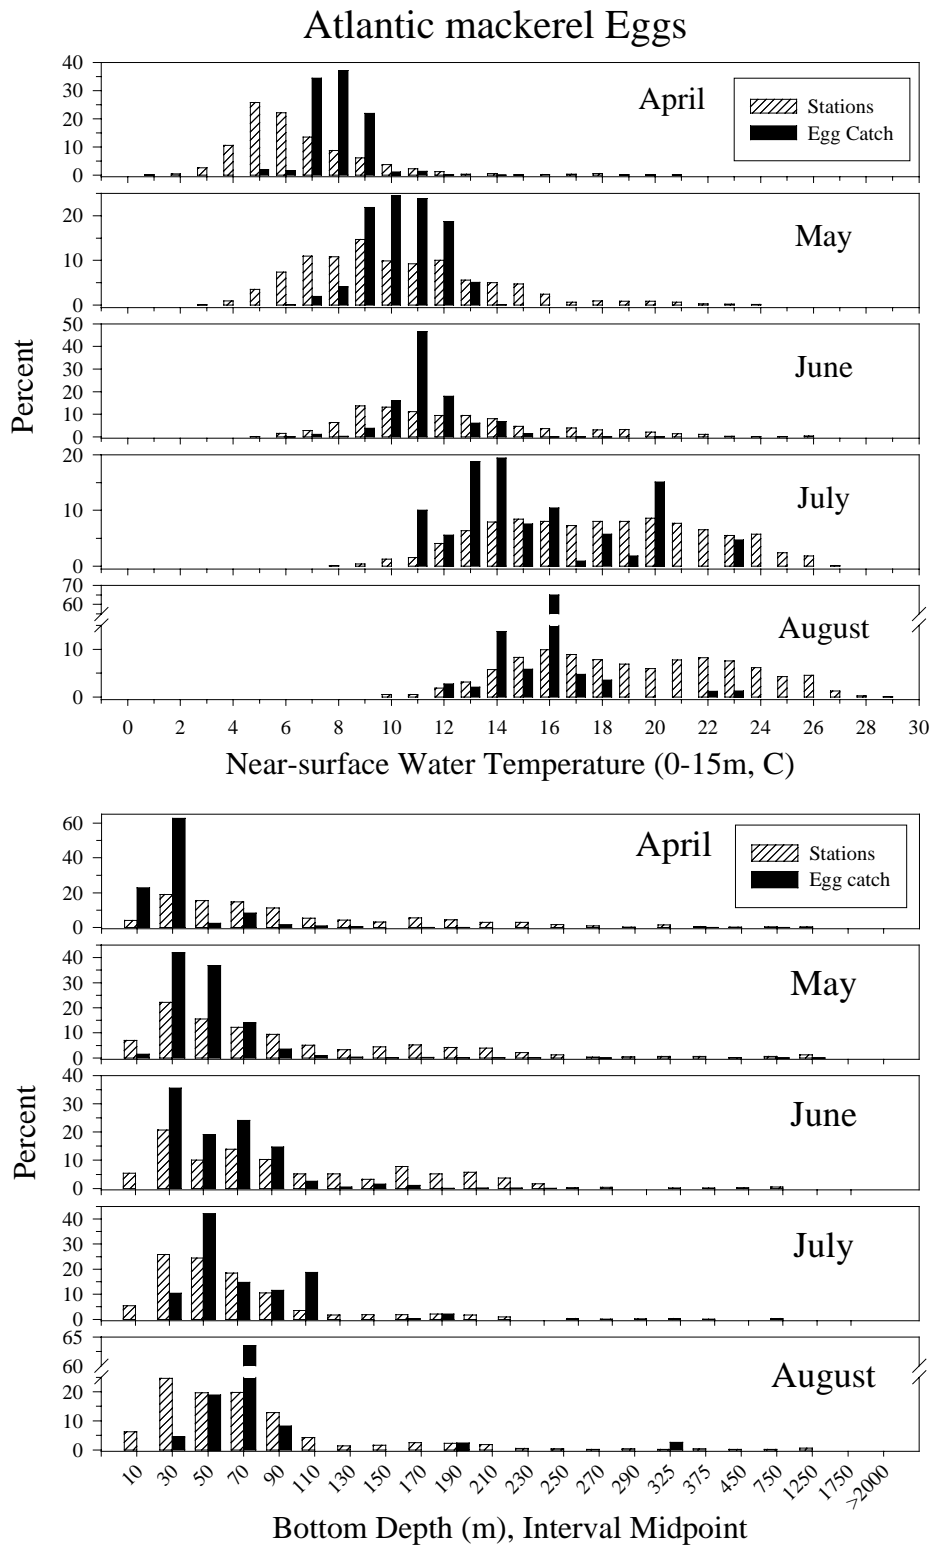 Atlantic mackerel Eggs
40
30
20
10
0
April
Stations
Egg Catch
20
10
0
May
50
40
30
20
10
0
June
20
10
0
July
70
60
10
0
August
Percent
0 2 4 6 8 10 12 14 16 18 20 22 24 26 28 30
Near-surface Water Temperature (0-15m, C)
60
40
20
0
April
Stations
Egg catch
40
30
20
10
0
May
40
30
20
10
0
June
40
30
20
10
0
July
65
60
20
10
0
August
Percent
10 30 50 70 90 110 130 150 170 190 210 230 250 270 290 325 375 450 750 1250 1750 >2000
Bottom Depth (m), Interval Midpoint